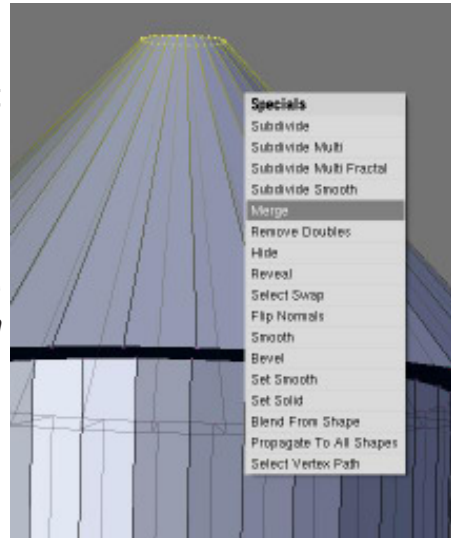 Specials
Subdivide
Subdivide Multi
Subdivide Multi Fractal
Subdivide Smooth
Merge
Remove Doubles
Hide
Reveal
Select Swap
Flip Normals
Smooth
Bevel
Set Smooth
Set Solid
Blend From Shape
Propagate To All Shapes
Select Vertex Path